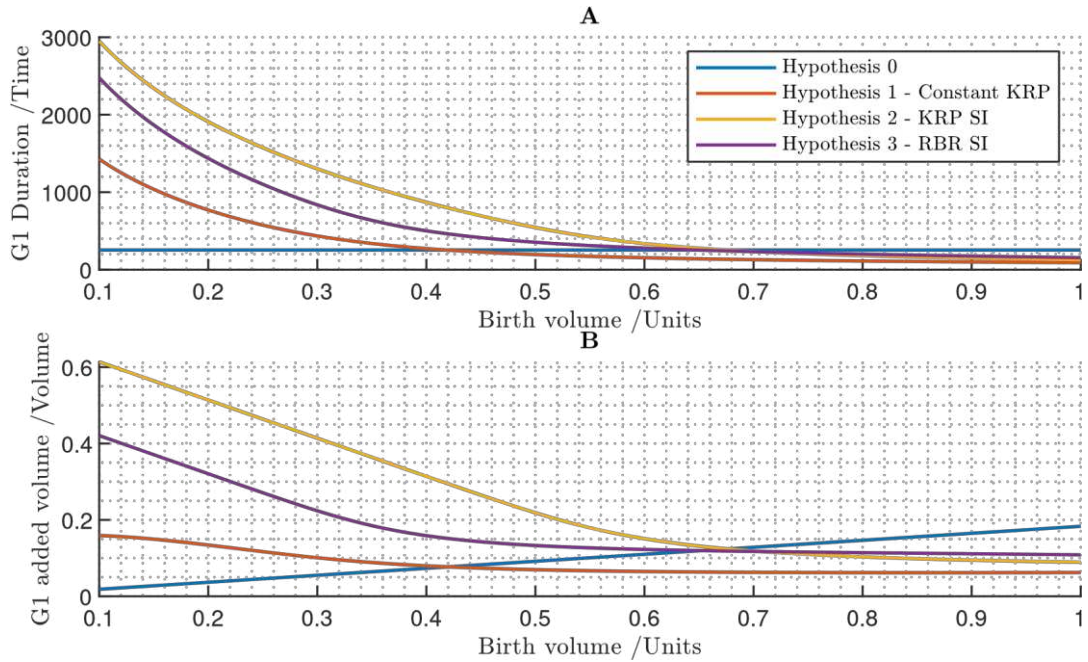 A
G1 Duration /Time
3000
2000
1000
0
Hypothesis 0
Hypothesis 1 - Constant KRP
Hypothesis 2 - KRP SI
Hypothesis 3 - RBR SI
0.1 0.2 0.3 0.4 0.5 0.6 0.7 0.8 0.9 1
Birth volume /Units
B
G1 added volume /Volume
0.6
0.4
0.2
0
0.1 0.2 0.3 0.4 0.5 0.6 0.7 0.8 0.9 1
Birth volume /Units